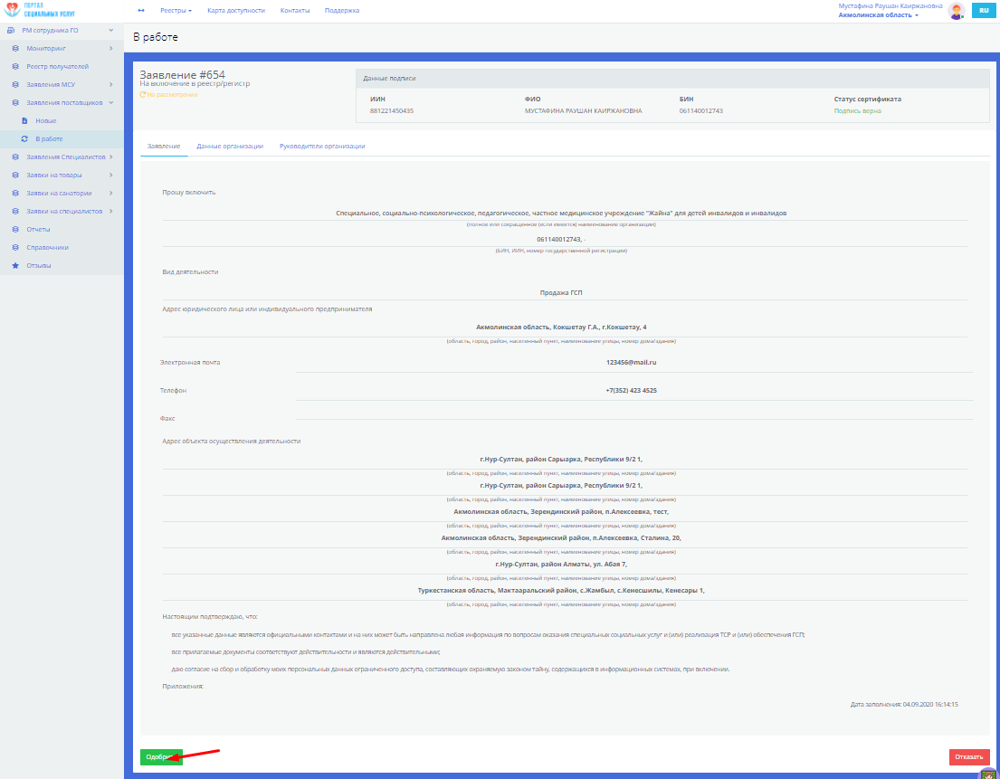 ПОРТАЛ
СОЦИАЛЬНЫХ УСЛУГ
Реестры
Карта доступности
Контакты
Поддержка
Мустафина Раушан Каиржановна
Акмолинская область
RU
РМ сотрудника ГО
Мониторинг
Реестр получателей
Заявления МСУ
Заявления поставщиков
Новые
В работе
Заявления Специалистов
Заявки на товары
Заявки на санатории
Заявки на специалистов
Отчеты
Справочники
Отзывы
В работе
Заявление #654
На включение в реестр/регистр
На рассмотрении
Данные подписи
ИИН ФИО БИН Статус сертификата
881221450435 МУСТАФИНА РАУШАН КАИРЖАНОВНА 061140012743 Подпись верна
Заявление Данные организации Руководители организации
Прошу включить
Специальное, социально-психологическое, педагогическое, частное медицинское учреждение "Жайна" для детей инвалидов и инвалидов
(полное или сокращенное (если имеется) наименование организации)
061140012743, -
(БИН, ИИН, номер государственной регистрации)
Вид деятельности
Продажа ГСП
Адрес юридического лица или индивидуального предпринимателя
Акмолинская область, Кокшетау Г.А., г.Кокшетау, 4
(область, город, район, населенный пункт, наименование улицы, номер дома/здания)
Электронная почта 123456@mail.ru
Телефон +7(352) 423 4525
Факс
Адрес объекта осуществления деятельности
г.Нур-Султан, район Сарыарка, Республики 9/2 1,
(область, город, район, населенный пункт, наименование улицы, номер дома/здания)
г.Нур-Султан, район Сарыарка, Республики 9/2 1,
(область, город, район, населенный пункт, наименование улицы, номер дома/здания)
Акмолинская область, Зерендинский район, п.Алексеевка, тест,
(область, город, район, населенный пункт, наименование улицы, номер дома/здания)
Акмолинская область, Зерендинский район, п.Алексеевка, Сталина, 20,
(область, город, район, населенный пункт, наименование улицы, номер дома/здания)
г.Нур-Султан, район Алматы, ул. Абая 7,
(область, город, район, населенный пункт, наименование улицы, номер дома/здания)
Туркестанская область, Мактааральский район, с.Жамбыл, с.Кенесшилы, Кенесары 1,
(область, город, район, населенный пункт, наименование улицы, номер дома/здания)
Настоящим подтверждаю, что:
все указанные данные являются официальными контактами и на них может быть направлена любая информация по вопросам оказания специальных социальных услуг и (или) реализация ТСР и (или) обеспечения ГСП;
все прилагаемые документы соответствуют действительности и являются действительными;
даю согласие на сбор и обработку моих персональных данных ограниченного доступа, составляющих охраняемую законом тайну, содержащихся в информационных системах, при включении.
Приложения:
Дата заполнения: 04.09.2020 16:14:15
Отказать